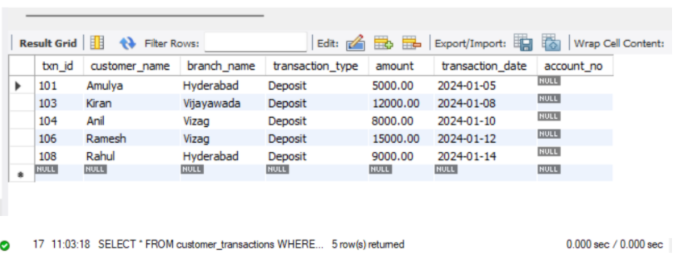 Result Grid Filter Rows: Edit: Export/Import: Wrap Cell Content:
txn_id customer_name branch_name transaction_type amount transaction_date account_no
101 Amulya Hyderabad Deposit 5000.00 2024-01-05 NULL
103 Kiran Vijayawada Deposit 12000.00 2024-01-08 NULL
104 Anil Vizag Deposit 8000.00 2024-01-10 NULL
106 Ramesh Vizag Deposit 15000.00 2024-01-12 NULL
108 Rahul Hyderabad Deposit 9000.00 2024-01-14 NULL
NULL NULL NULL NULL NULL NULL NULL
17 11:03:18 SELECT * FROM customer_transactions WHERE... 5 row(s) returned 0.000 sec / 0.000 sec